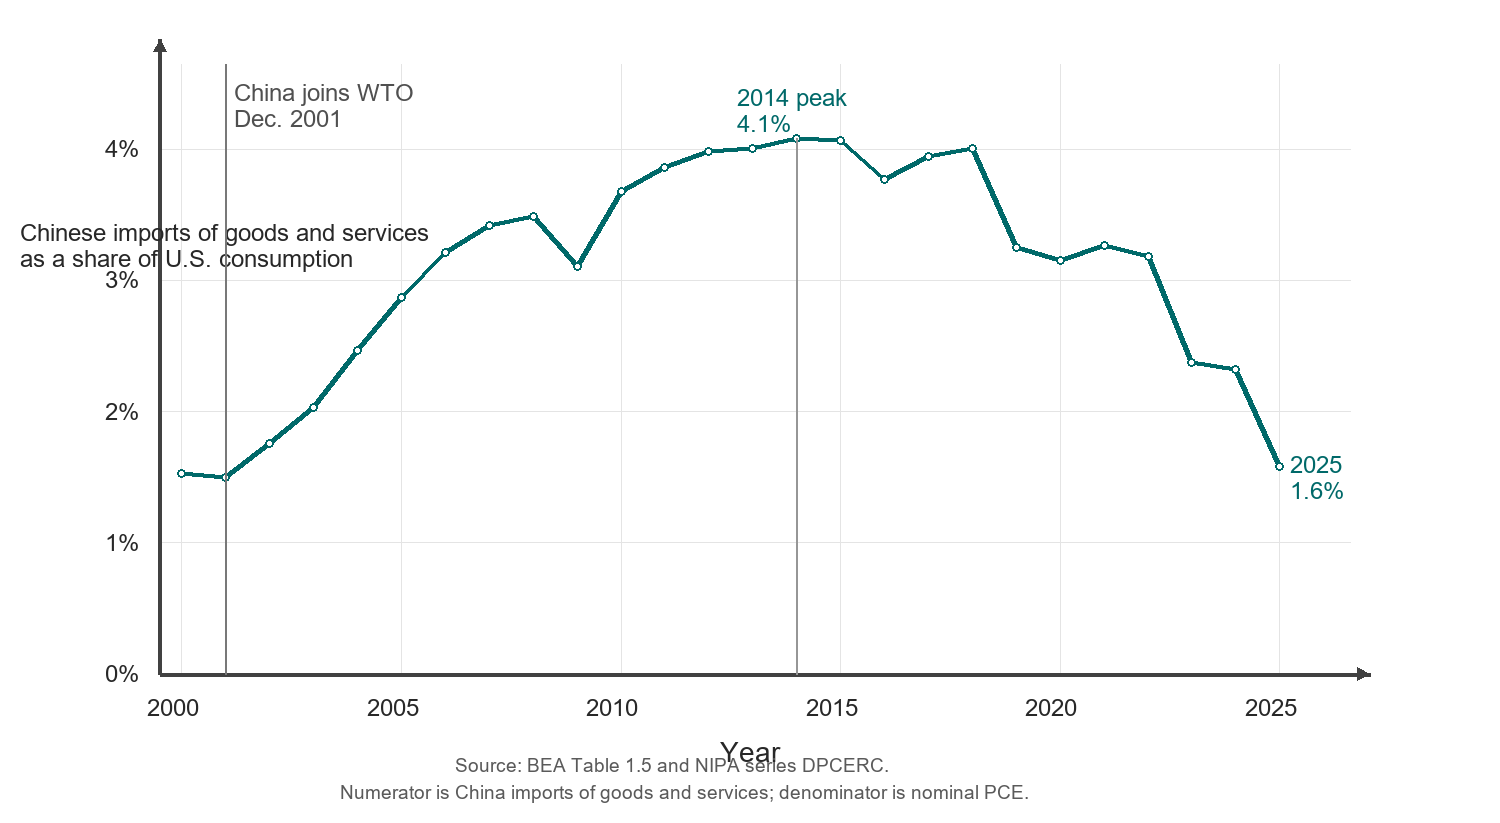 China joins WTO
Dec. 2001
2014 peak
4.1%
4%
Chinese imports of goods and services
as a share of U.S. consumption
3%
2%
2025
1.6%
1%
0%
2000 2005 2010 2015 2020 2025
Year
Source: BEA Table 1.5 and NIPA series DPCERC.
Numerator is China imports of goods and services; denominator is nominal PCE.